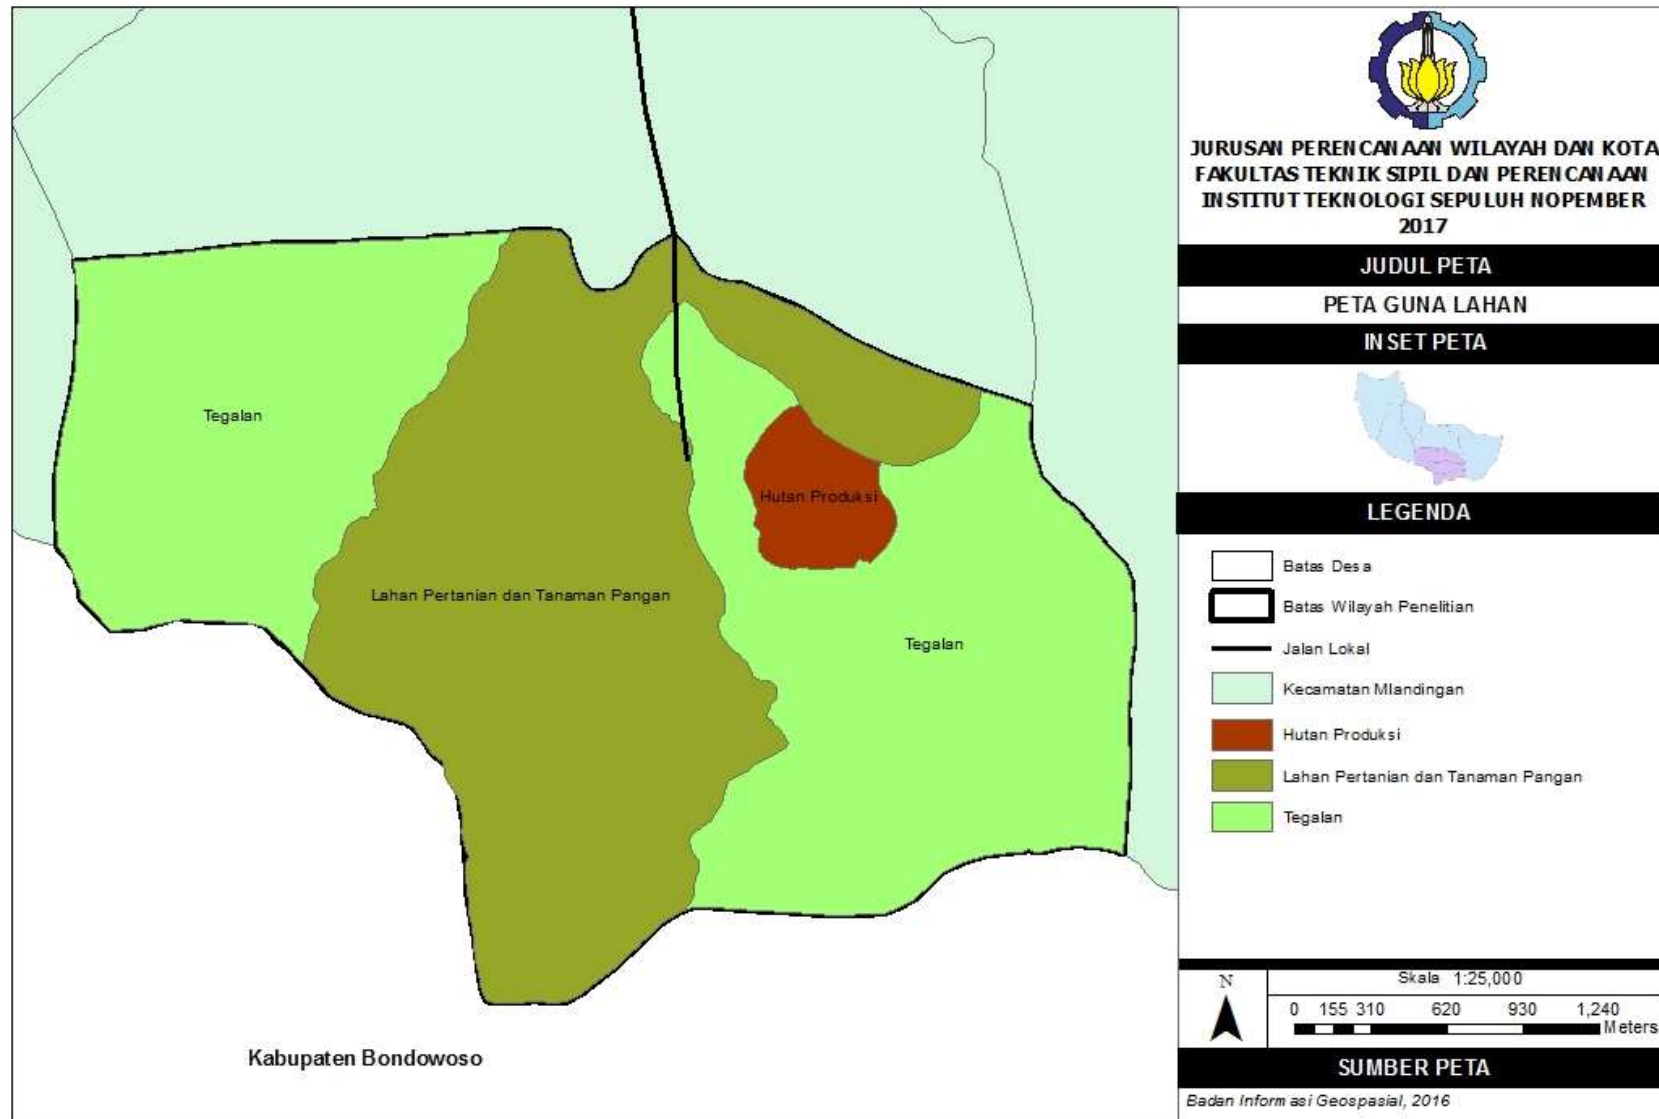 Tegalan
Hutan Produksi
Lahan Pertanian dan Tanaman Pangan
Tegalan
Kabupaten Bondowoso
JURUSAN PERENCANAAN WILAYAH DAN KOTA
FAKULTAS TEKNIK SIPIL DAN PERENCANAAN
INSTITUT TEKNOLOGI SEPULUH NOPEMBER
2017
JUDUL PETA
PETA GUNA LAHAN
INSET PETA
LEGENDA
Batas Desa
Batas Wilayah Penelitian
Jalan Lokal
Kecamatan Mlandingan
Hutan Produksi
Lahan Pertanian dan Tanaman Pangan
Tegalan
N
Skala 1:25,000
0 155 310 620 930 1,240
Meters
SUMBER PETA
Badan Informasi Geospasial, 2016